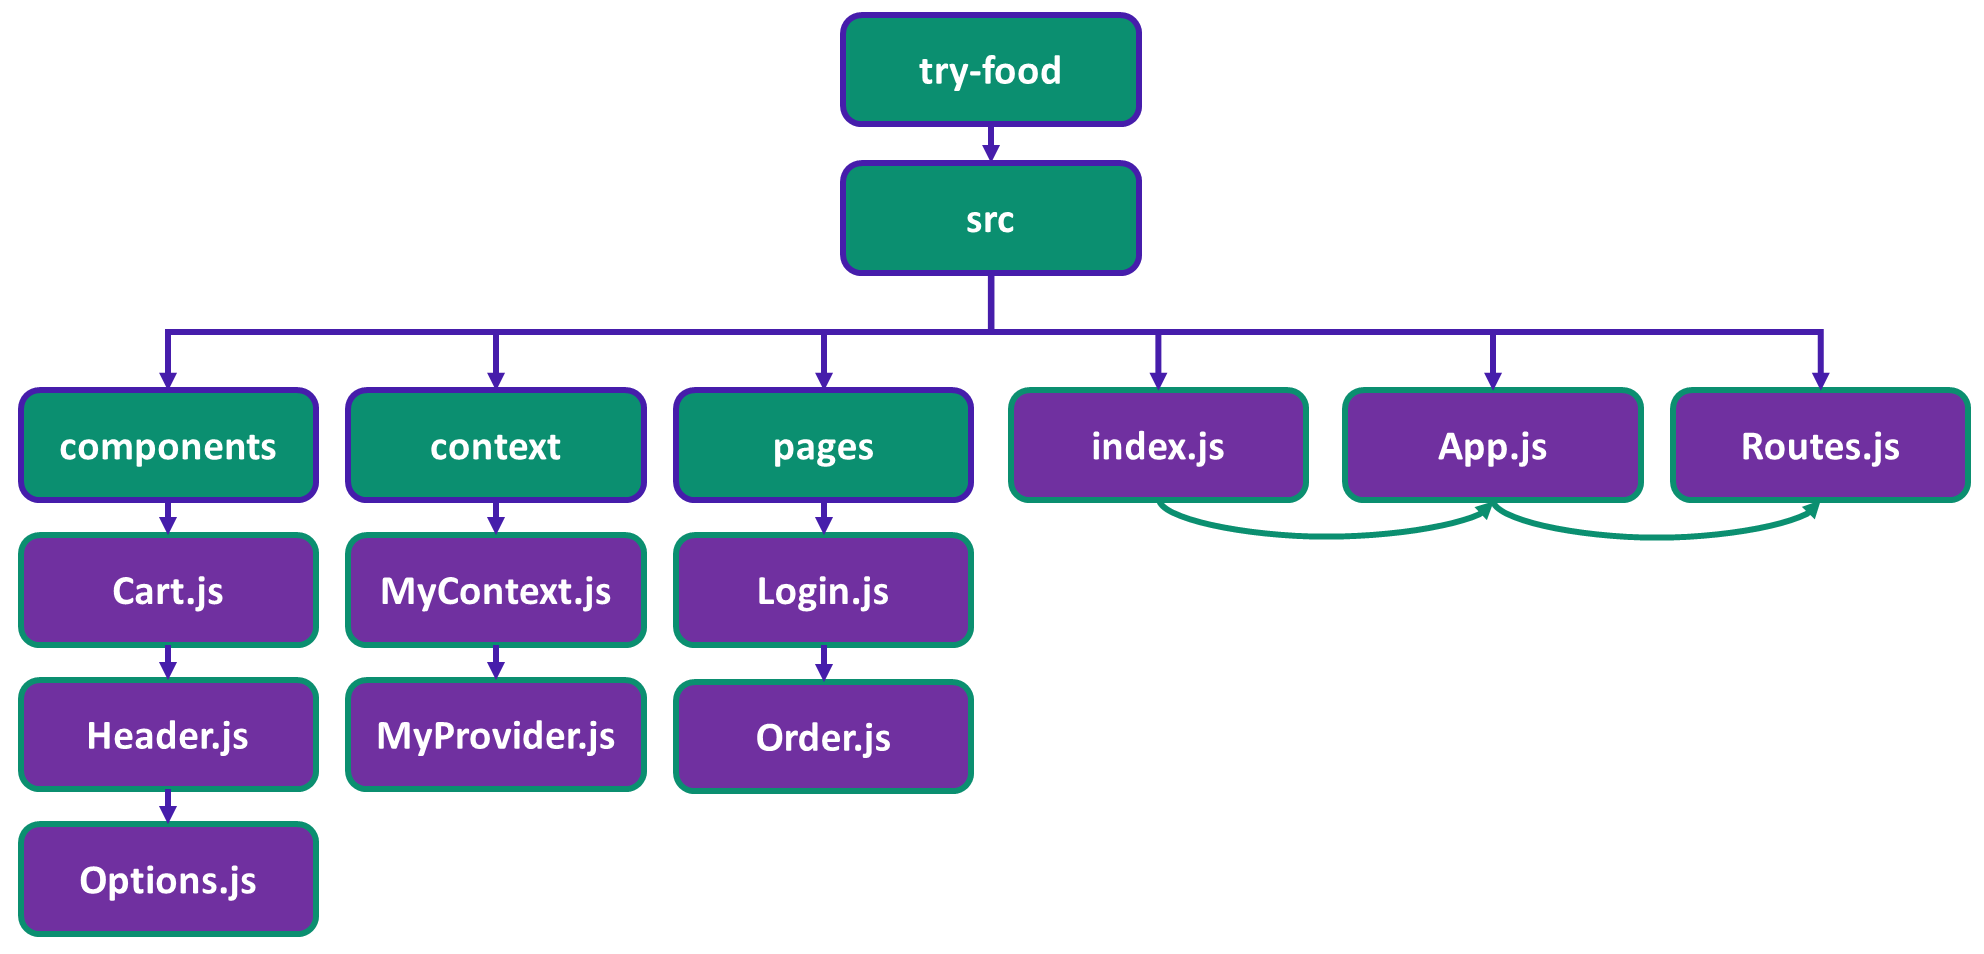 try-food
src
components
context
pages
index.js
App.js
Routes.js
Cart.js
MyContext.js
Login.js
Header.js
MyProvider.js
Order.js
Options.js